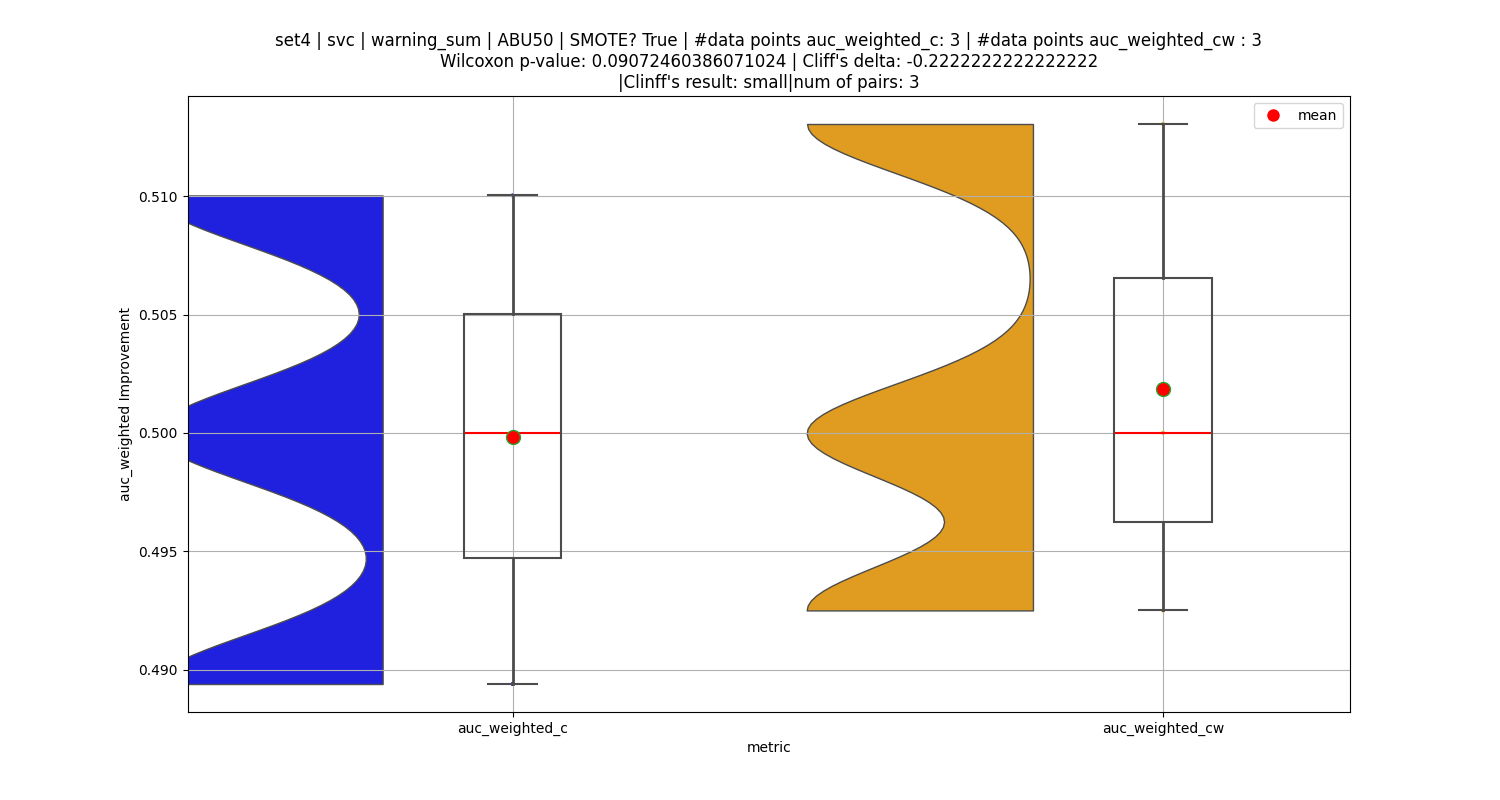 set4 | svc | warning_sum | ABU50 | SMOTE? True | #data points auc_weighted_c: 3 | #data points auc_weighted_cw : 3
Wilcoxon p-value: 0.09072460386071024 | Cliff's delta: -0.2222222222222222
|Clinff's result: small|num of pairs: 3
mean
0.510
0.505
0.500
0.495
0.490
auc_weighted Improvement
auc_weighted_c
auc_weighted_cw
metric